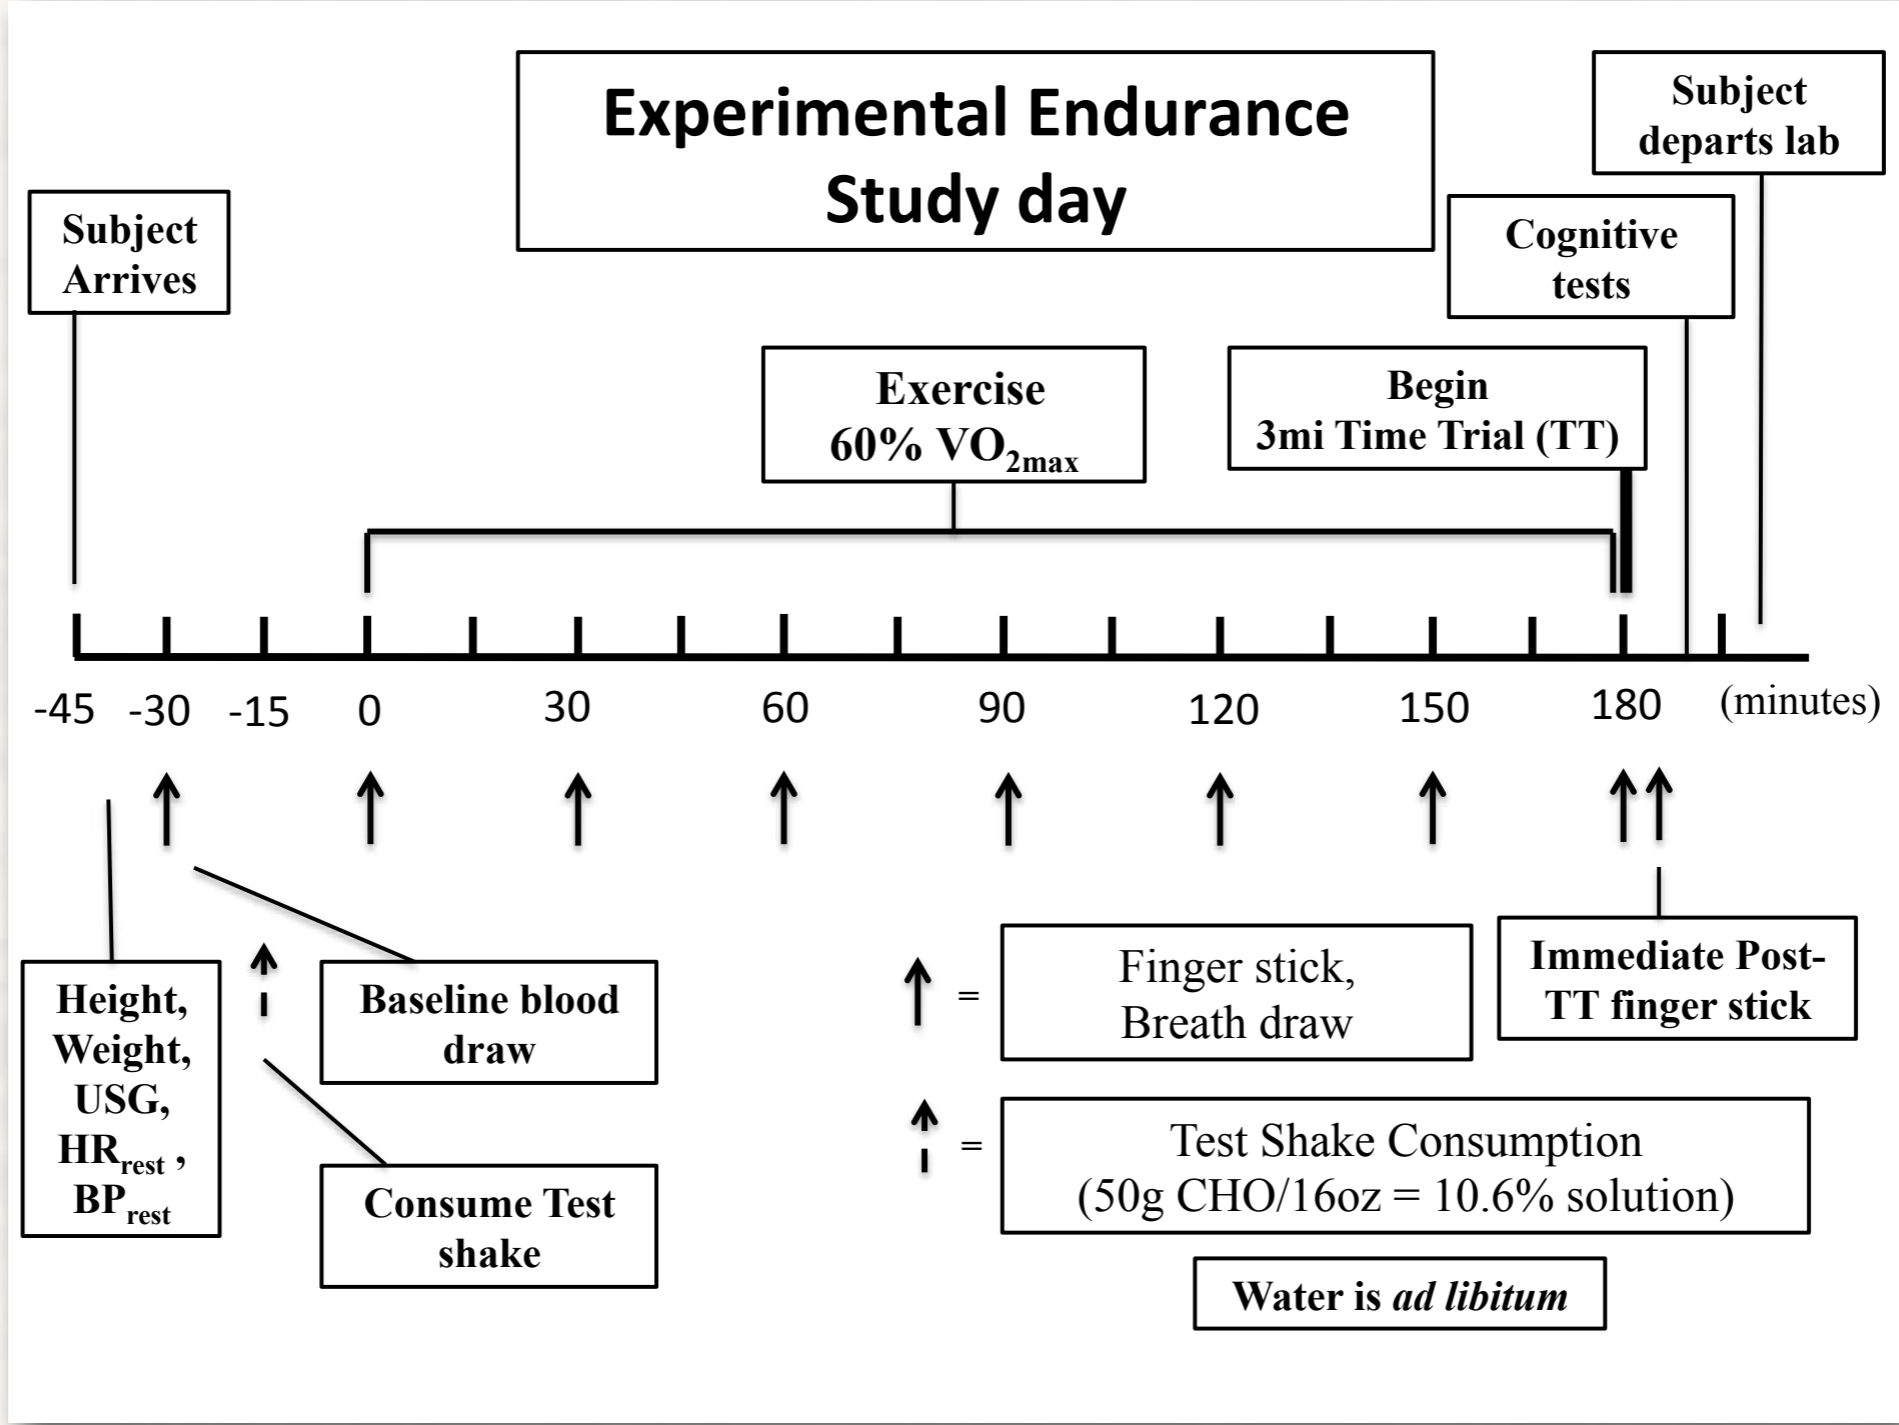 Experimental Endurance
Study day
Subject
departs lab
Subject
Arrives
Cognitive
tests
Exercise
60% VO2max
Begin
3mi Time Trial (TT)
-45 -30 -15 0 30 60 90 120 150 180 (minutes)
Height,
Weight,
USG,
HRrest ,
BPrest
Baseline blood
draw
Consume Test
shake
= Finger stick,
Breath draw
Immediate Post-
TT finger stick
= Test Shake Consumption
(50g CHO/16oz = 10.6% solution)
Water is ad libitum